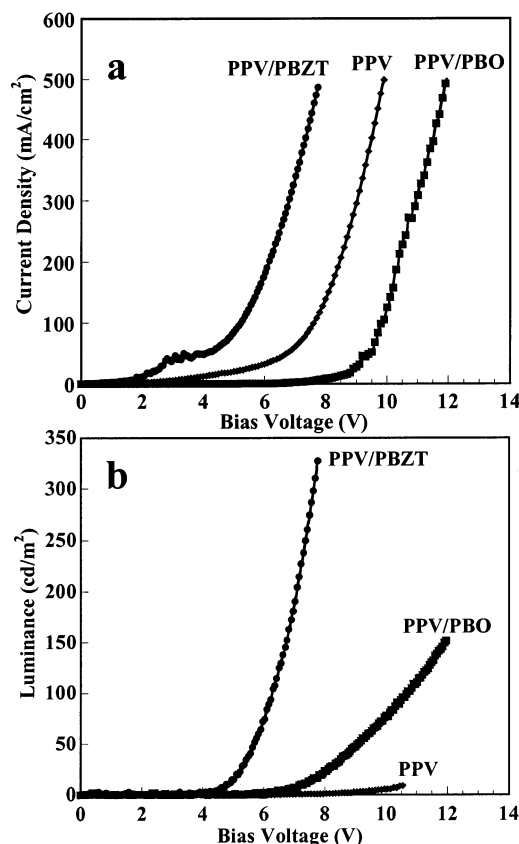 600
a
PPV/PBZT PPV PPV/PBO
500
400
300
200
100
0
Current Density (mA/cm²)
2 4 6 8 10 12 14
Bias Voltage (V)
350
b
PPV/PBZT
300
250
200
150
PPV/PBO
100
50
PPV
0
Luminance (cd/m²)
0 2 4 6 8 10 12 14
Bias Voltage (V)